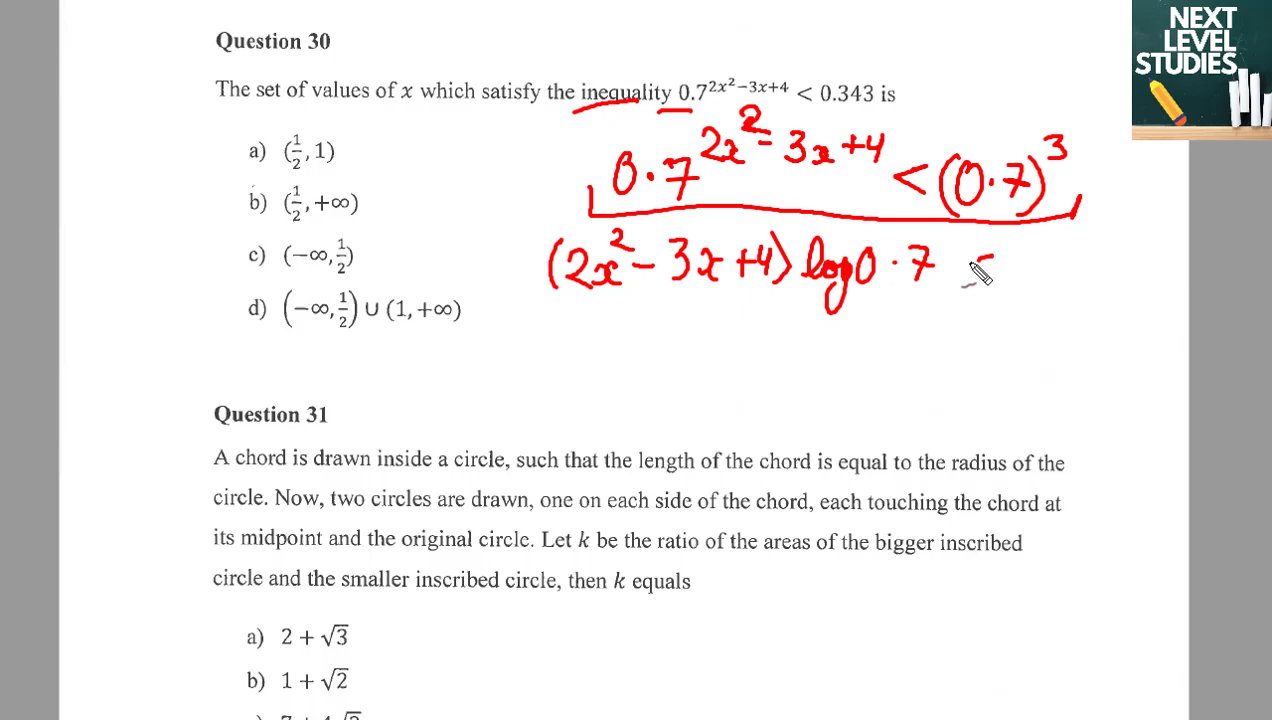 NEXT
LEVEL
STUDIES
Question 30
The set of values of x which satisfy the inequality 0.7^{2x²−3x+4} < 0.343 is
a) (1/2, 1)
b) (1/2, +∞)
c) (−∞, 1/2)
d) (−∞, 1/2) ∪ (1, +∞)
0.7^{2x²-3x+4} < (0.7)^3
(2x²-3x+4) log 0.7
Question 31
A chord is drawn inside a circle, such that the length of the chord is equal to the radius of the
circle. Now, two circles are drawn, one on each side of the chord, each touching the chord at
its midpoint and the original circle. Let k be the ratio of the areas of the bigger inscribed
circle and the smaller inscribed circle, then k equals
a) 2 + √3
b) 1 + √2